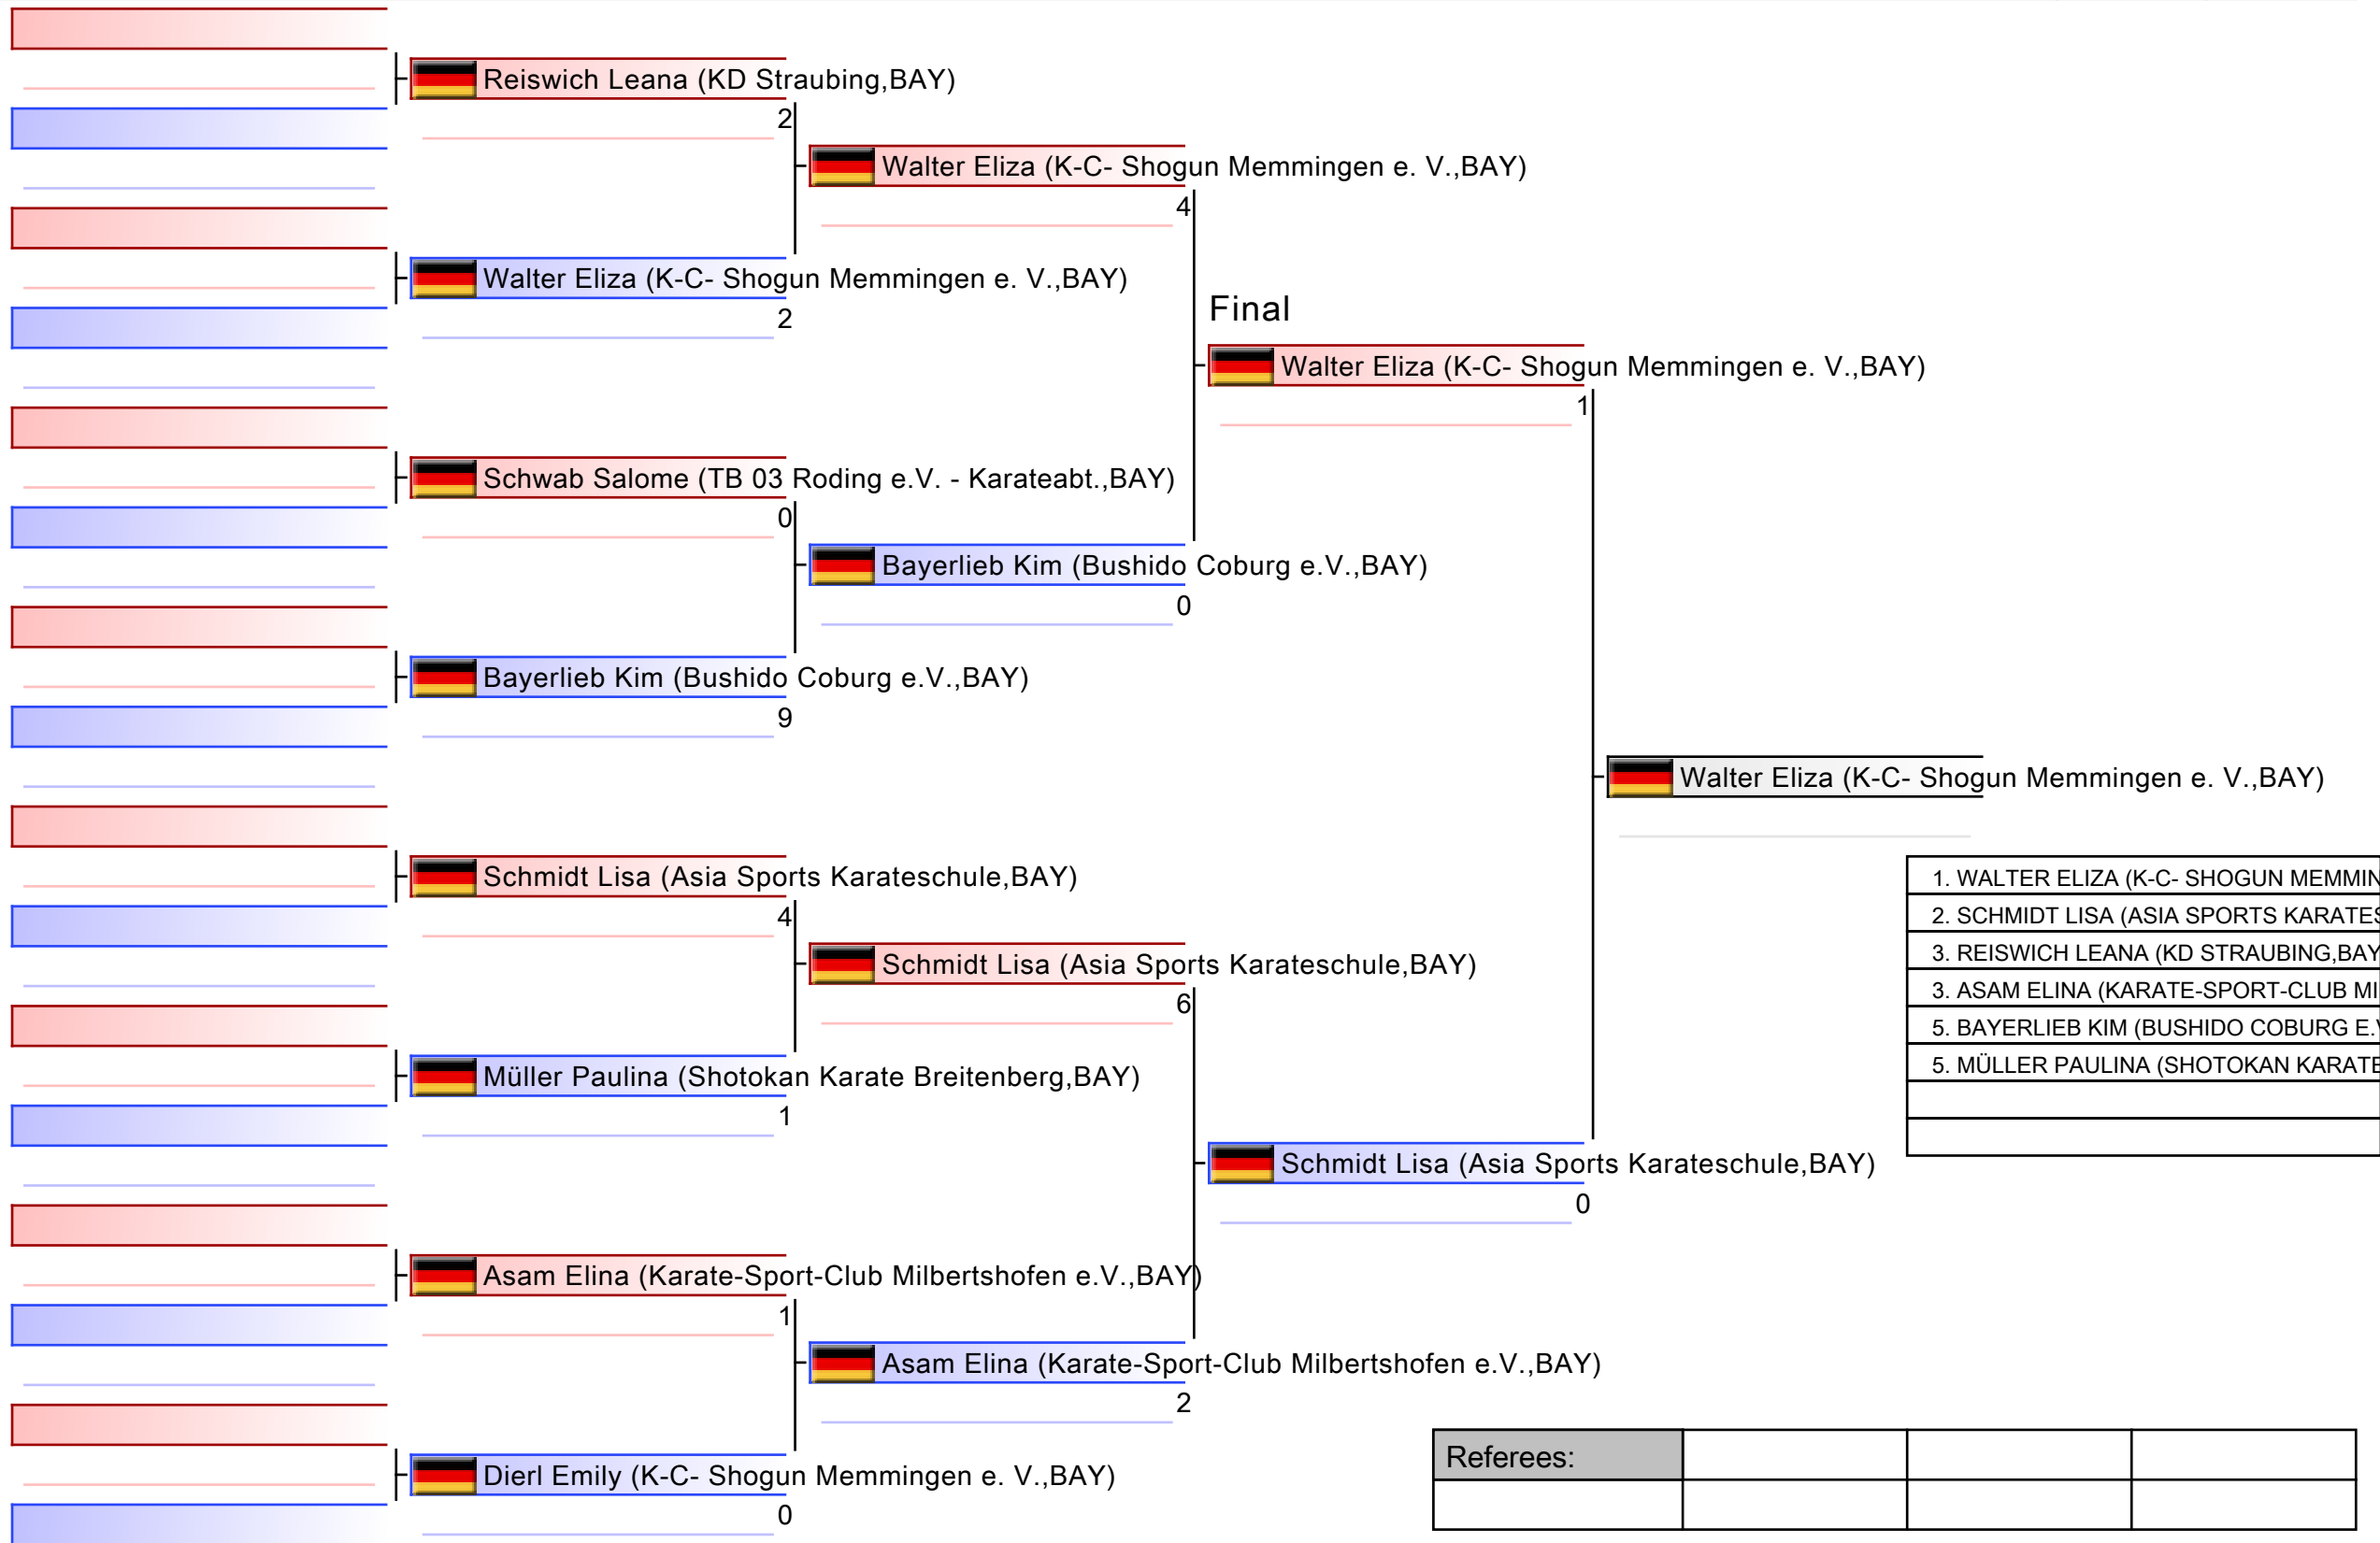 Reiswich Leana (KD Straubing,BAY)
2
Walter Eliza (K-C- Shogun Memmingen e. V.,BAY)
4
Walter Eliza (K-C- Shogun Memmingen e. V.,BAY)
2
Final
Walter Eliza (K-C- Shogun Memmingen e. V.,BAY)
1
Schwab Salome (TB 03 Roding e.V. - Karateabt.,BAY)
0
Bayerlieb Kim (Bushido Coburg e.V.,BAY)
0
Bayerlieb Kim (Bushido Coburg e.V.,BAY)
9
Walter Eliza (K-C- Shogun Memmingen e. V.,BAY)
Schmidt Lisa (Asia Sports Karateschule,BAY)
4
Schmidt Lisa (Asia Sports Karateschule,BAY)
6
Müller Paulina (Shotokan Karate Breitenberg,BAY)
1
Schmidt Lisa (Asia Sports Karateschule,BAY)
0
Asam Elina (Karate-Sport-Club Milbertshofen e.V.,BAY)
1
Asam Elina (Karate-Sport-Club Milbertshofen e.V.,BAY)
2
Dierl Emily (K-C- Shogun Memmingen e. V.,BAY)
0
1. WALTER ELIZA (K-C- SHOGUN MEMMIN
2. SCHMIDT LISA (ASIA SPORTS KARATES
3. REISWICH LEANA (KD STRAUBING,BAY
3. ASAM ELINA (KARATE-SPORT-CLUB MI
5. BAYERLIEB KIM (BUSHIDO COBURG E.V
5. MÜLLER PAULINA (SHOTOKAN KARATE
Referees: